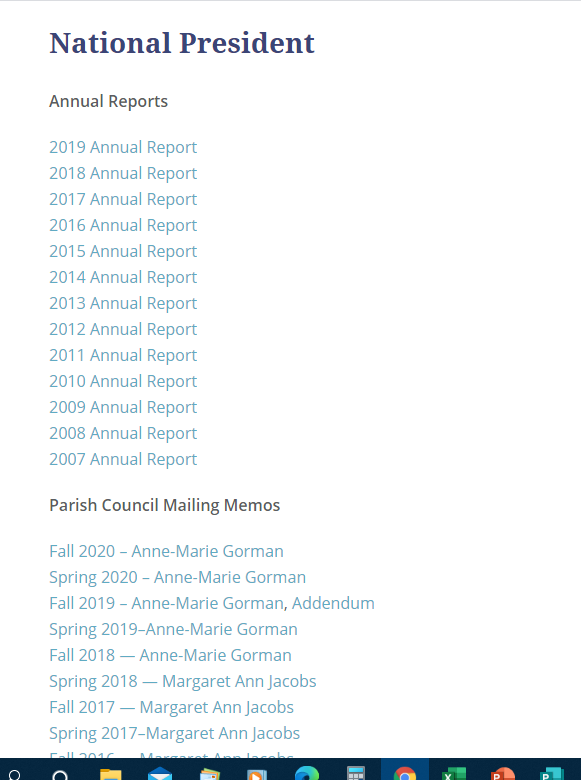 National President
Annual Reports
2019 Annual Report
2018 Annual Report
2017 Annual Report
2016 Annual Report
2015 Annual Report
2014 Annual Report
2013 Annual Report
2012 Annual Report
2011 Annual Report
2010 Annual Report
2009 Annual Report
2008 Annual Report
2007 Annual Report
Parish Council Mailing Memos
Fall 2020 – Anne-Marie Gorman
Spring 2020 – Anne-Marie Gorman
Fall 2019 – Anne-Marie Gorman, Addendum
Spring 2019–Anne-Marie Gorman
Fall 2018 — Anne-Marie Gorman
Spring 2018 — Margaret Ann Jacobs
Fall 2017 — Margaret Ann Jacobs
Spring 2017–Margaret Ann Jacobs
Fall 2016 — Margaret Ann Jacobs